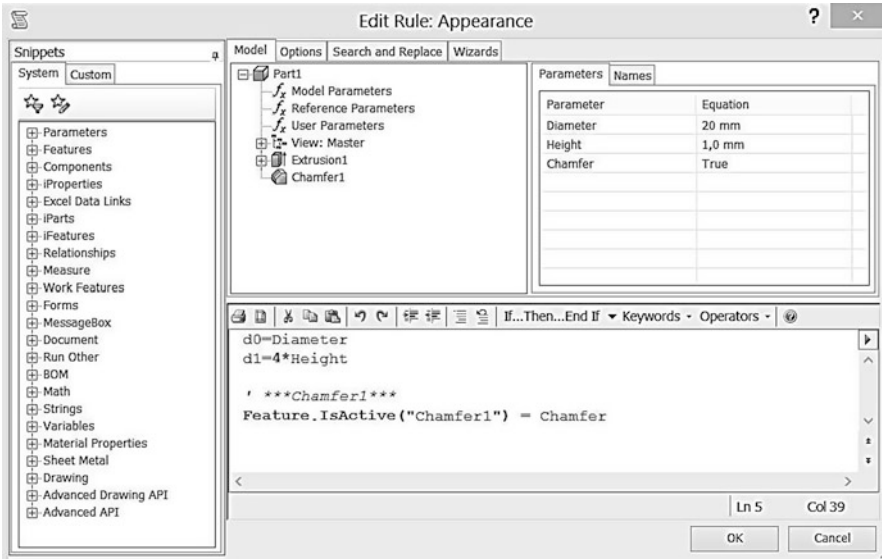 Edit Rule: Appearance
?
Snippets
System Custom
Parameters
Features
Components
iProperties
Excel Data Links
iParts
iFeatures
Relationships
Measure
Work Features
Forms
MessageBox
Document
Run Other
BOM
Math
Strings
Variables
Material Properties
Sheet Metal
Drawing
Advanced Drawing API
Advanced API
Model Options Search and Replace Wizards
Part1
fx Model Parameters
fx Reference Parameters
fx User Parameters
View: Master
Extrusion1
Chamfer1
Parameters Names
Parameter Equation
Diameter 20 mm
Height 1,0 mm
Chamfer True
If...Then...End If Keywords Operators
d0=Diameter
d1=4*Height
' ***Chamfer1***
Feature.IsActive("Chamfer1") = Chamfer
Ln 5 Col 39
OK Cancel